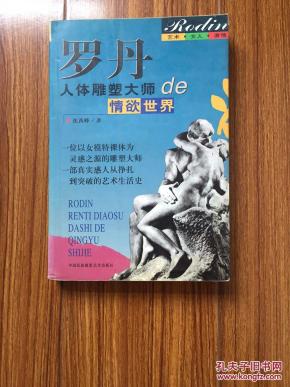 Rodin
艺术·女人·激情
罗丹
人体雕塑大师de
情欲世界
一位以女模特裸体为
灵感之源的雕塑大师
一部真实感人从挣扎
到突破的艺术生活史
RODIN
RENTI DIAOSU
DASHI DE
QINGYU
SHIJIE
孔夫子旧书网